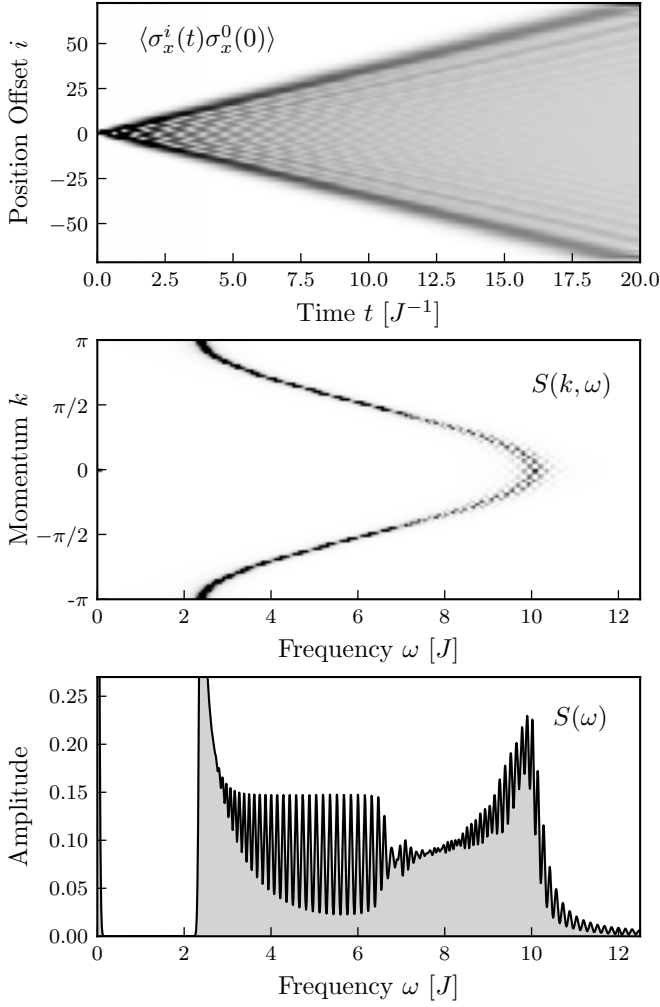 ⟨σ_x^i(t)σ_x^0(0)⟩
Position Offset i
50
25
0
−25
−50
0.0 2.5 5.0 7.5 10.0 12.5 15.0 17.5 20.0
Time t [J^{-1}]
S(k, ω)
Momentum k
π
π/2
0
−π/2
-π
0 2 4 6 8 10 12
Frequency ω [J]
S(ω)
Amplitude
0.25
0.20
0.15
0.10
0.05
0.00
0 2 4 6 8 10 12
Frequency ω [J]